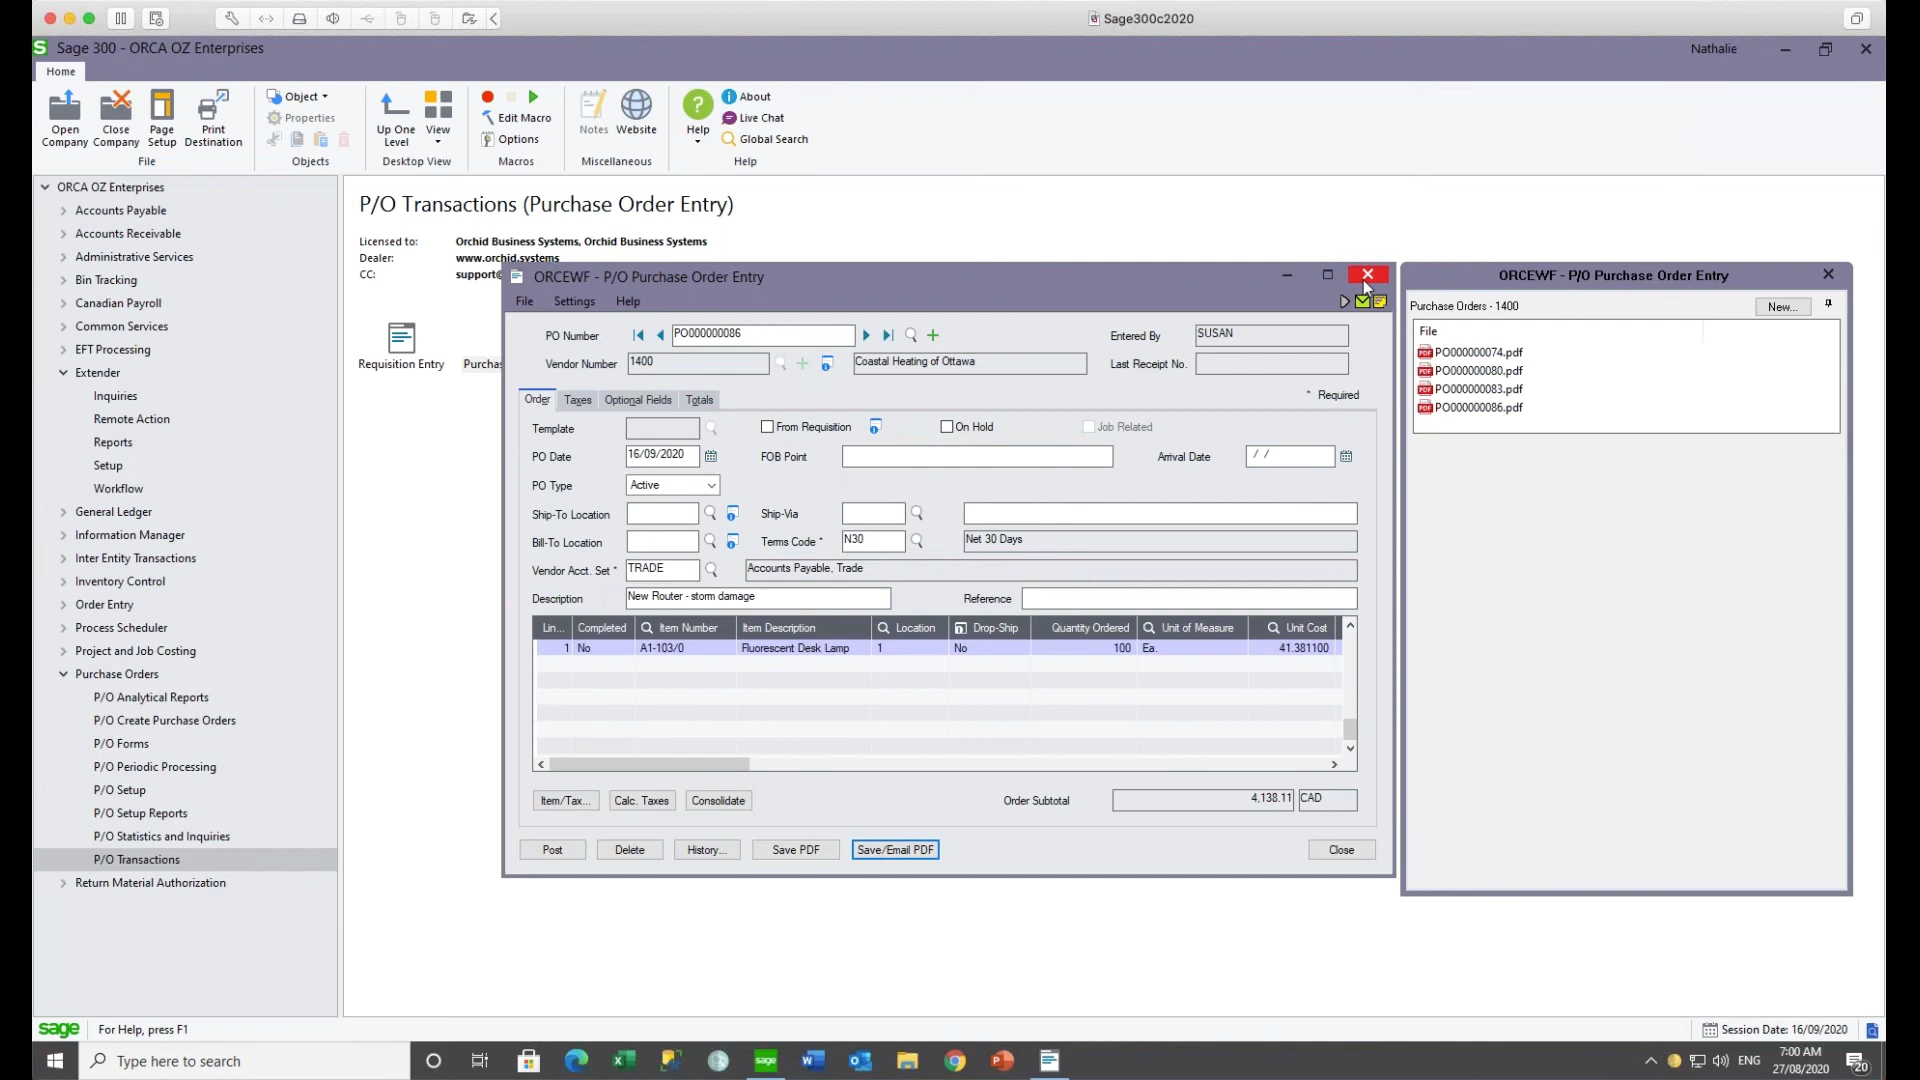 Sage300c2020
Sage 300 - ORCA OZ Enterprises
Nathalie
Home
Open Company
Close Company
Page Setup
Print Destination
File
Object
Properties
Objects
Up One Level
View
Desktop View
Edit Macro
Options
Macros
Notes
Website
Miscellaneous
Help
About
Live Chat
Global Search
Help
ORCA OZ Enterprises
Accounts Payable
Accounts Receivable
Administrative Services
Bin Tracking
Canadian Payroll
Common Services
EFT Processing
Extender
Inquiries
Remote Action
Reports
Setup
Workflow
General Ledger
Information Manager
Inter Entity Transactions
Inventory Control
Order Entry
Process Scheduler
Project and Job Costing
Purchase Orders
P/O Analytical Reports
P/O Create Purchase Orders
P/O Forms
P/O Periodic Processing
P/O Setup
P/O Setup Reports
P/O Statistics and Inquiries
P/O Transactions
Return Material Authorization
P/O Transactions (Purchase Order Entry)
Licensed to: Orchid Business Systems, Orchid Business Systems
Dealer: www.orchid.systems
CC: support@
Requisition Entry
Purchas
ORCEWF - P/O Purchase Order Entry
File Settings Help
PO Number PO000000086 Entered By SUSAN
Vendor Number 1400 Coastal Heating of Ottawa Last Receipt No.
Order Taxes Optional Fields Totals * Required
Template From Requisition On Hold Job Related
PO Date 16/09/2020 FOB Point Arrival Date / /
PO Type Active
Ship-To Location Ship-Via
Bill-To Location Terms Code * N30 Net 30 Days
Vendor Acct. Set * TRADE Accounts Payable, Trade
Description New Router - storm damage Reference
Lin... Completed Item Number Item Description Location Drop-Ship Quantity Ordered Unit of Measure Unit Cost
1 No A1-103/0 Fluorescent Desk Lamp 1 No 100 Ea. 41.381100
Item/Tax... Calc. Taxes Consolidate Order Subtotal 4,138.11 CAD
Post Delete History... Save PDF Save/Email PDF Close
ORCEWF - P/O Purchase Order Entry
Purchase Orders - 1400 New...
File
PO000000074.pdf
PO000000080.pdf
PO000000083.pdf
PO000000086.pdf
sage For Help, press F1 Session Date: 16/09/2020
Type here to search
sage
ENG
7:00 AM
27/08/2020
20